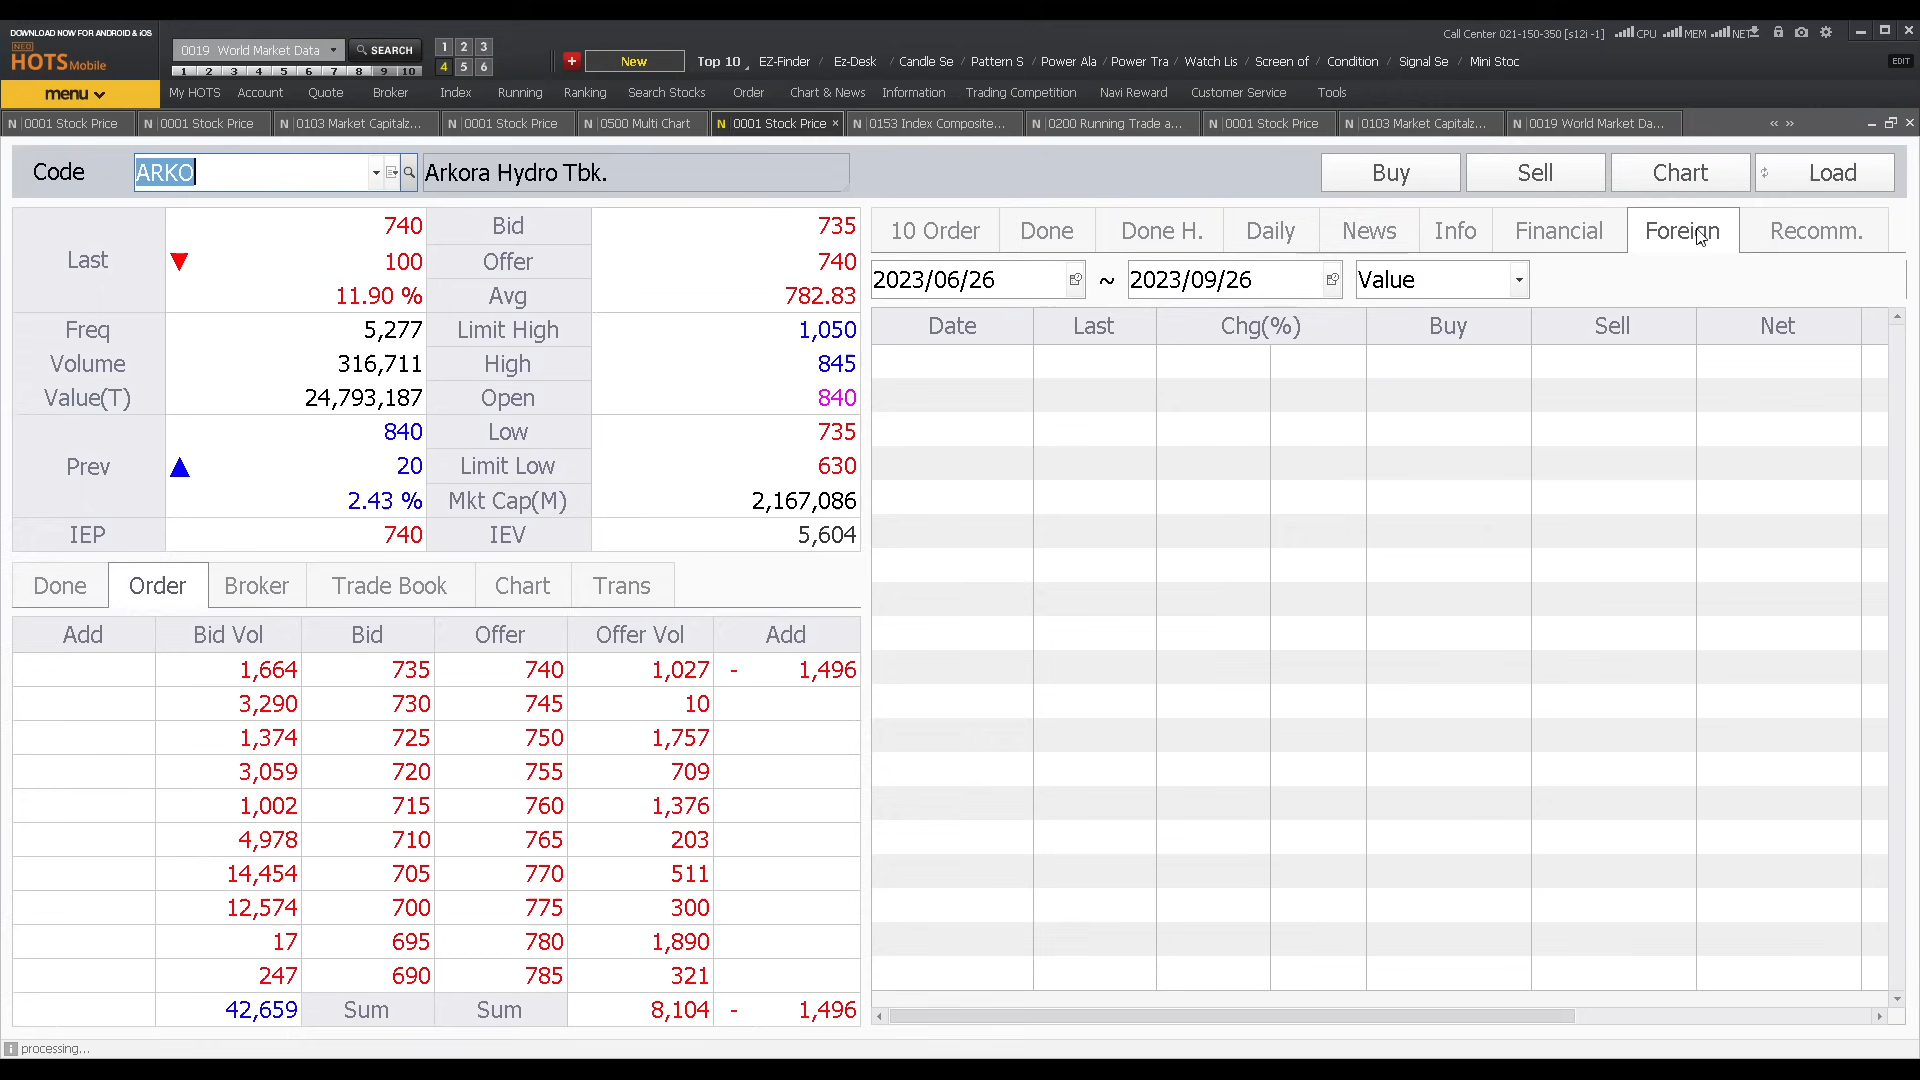 DOWNLOAD NOW FOR ANDROID & iOS
NEO
HOTS Mobile
0019 World Market Data
SEARCH
1 2 3 4 5 6 7 8 9 10
1 2 3
4 5 6
New
Top 10 EZ-Finder / Ez-Desk / Candle Se / Pattern S / Power Ala / Power Tra / Watch Lis / Screen of / Condition / Signal Se / Mini Stoc
Call Center 021-150-350 [s12i -1] CPU MEM NET
EDIT
menu
My HOTS Account Quote Broker Index Running Ranking Search Stocks Order Chart & News Information Trading Competition Navi Reward Customer Service Tools
N 0001 Stock Price N 0001 Stock Price N 0103 Market Capitalz... N 0001 Stock Price N 0500 Multi Chart N 0001 Stock Price × N 0153 Index Composite... N 0200 Running Trade a... N 0001 Stock Price N 0103 Market Capitalz... N 0019 World Market Da... « »
Code ARKO Arkora Hydro Tbk. Buy Sell Chart Load
Last ▼ 740 100 11.90 %
Bid 735
Offer 740
Avg 782.83
Freq 5,277 Limit High 1,050
Volume 316,711 High 845
Value(T) 24,793,187 Open 840
Prev ▲ 840 20 2.43 %
Low 735
Limit Low 630
Mkt Cap(M) 2,167,086
IEP 740 IEV 5,604
Done Order Broker Trade Book Chart Trans
Add Bid Vol Bid Offer Offer Vol Add
1,664 735 740 1,027 - 1,496
3,290 730 745 10
1,374 725 750 1,757
3,059 720 755 709
1,002 715 760 1,376
4,978 710 765 203
14,454 705 770 511
12,574 700 775 300
17 695 780 1,890
247 690 785 321
42,659 Sum Sum 8,104 - 1,496
10 Order Done Done H. Daily News Info Financial Foreign Recomm.
2023/06/26 ~ 2023/09/26 Value
Date Last Chg(%) Buy Sell Net
processing...